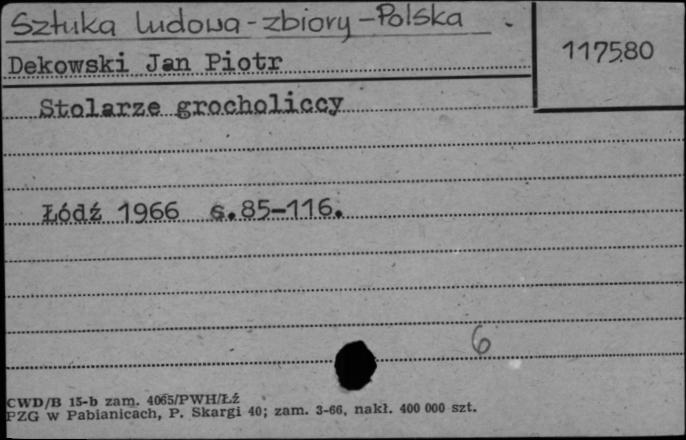 Sztuka ludowa - zbiory - Polska
117580
Dekowski Jan Piotr
Stolarze grocholiccy
Łódź 1966 s.85-116.
6
CWD/B 15-b zam. 4065/PWH/Łź
PZG w Pabianicach, P. Skargi 40; zam. 3-66, nakł. 400 000 szt.